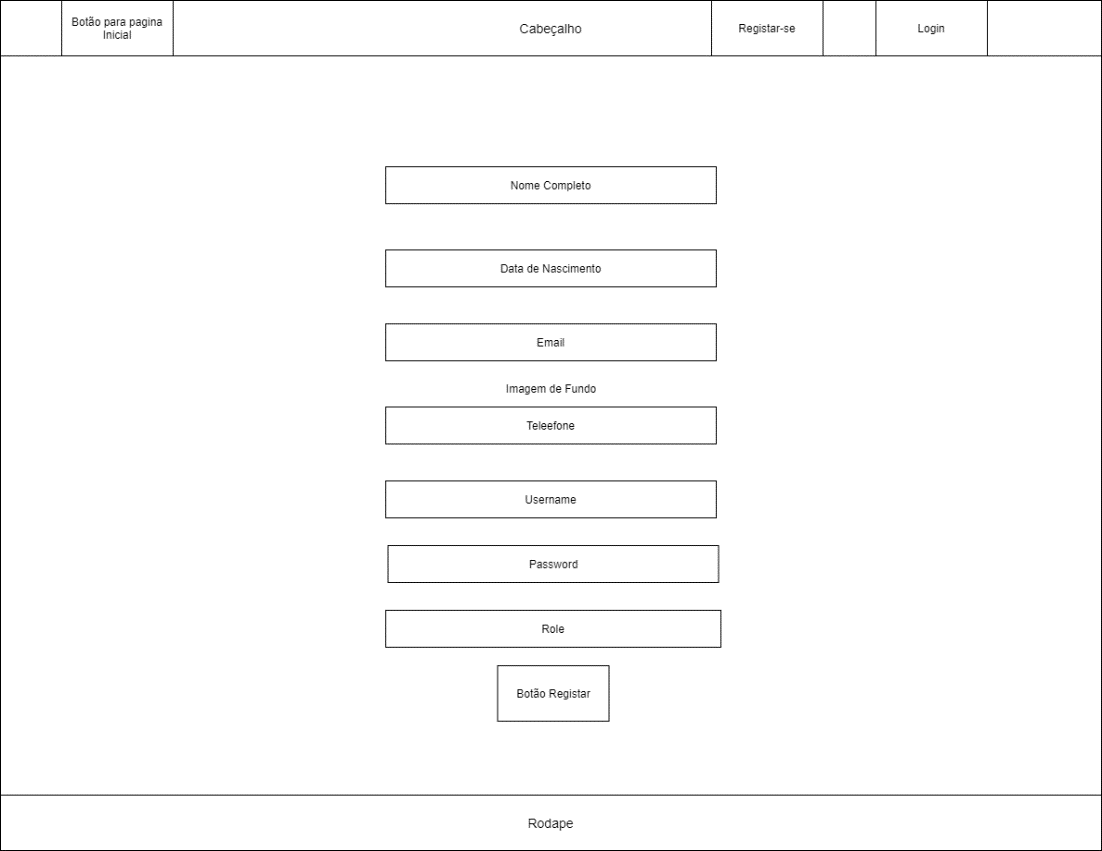 Botão para pagina
Inicial
Cabeçalho
Registar-se
Login
Nome Completo
Data de Nascimento
Email
Imagem de Fundo
Teleefone
Username
Password
Role
Botão Registar
Rodape